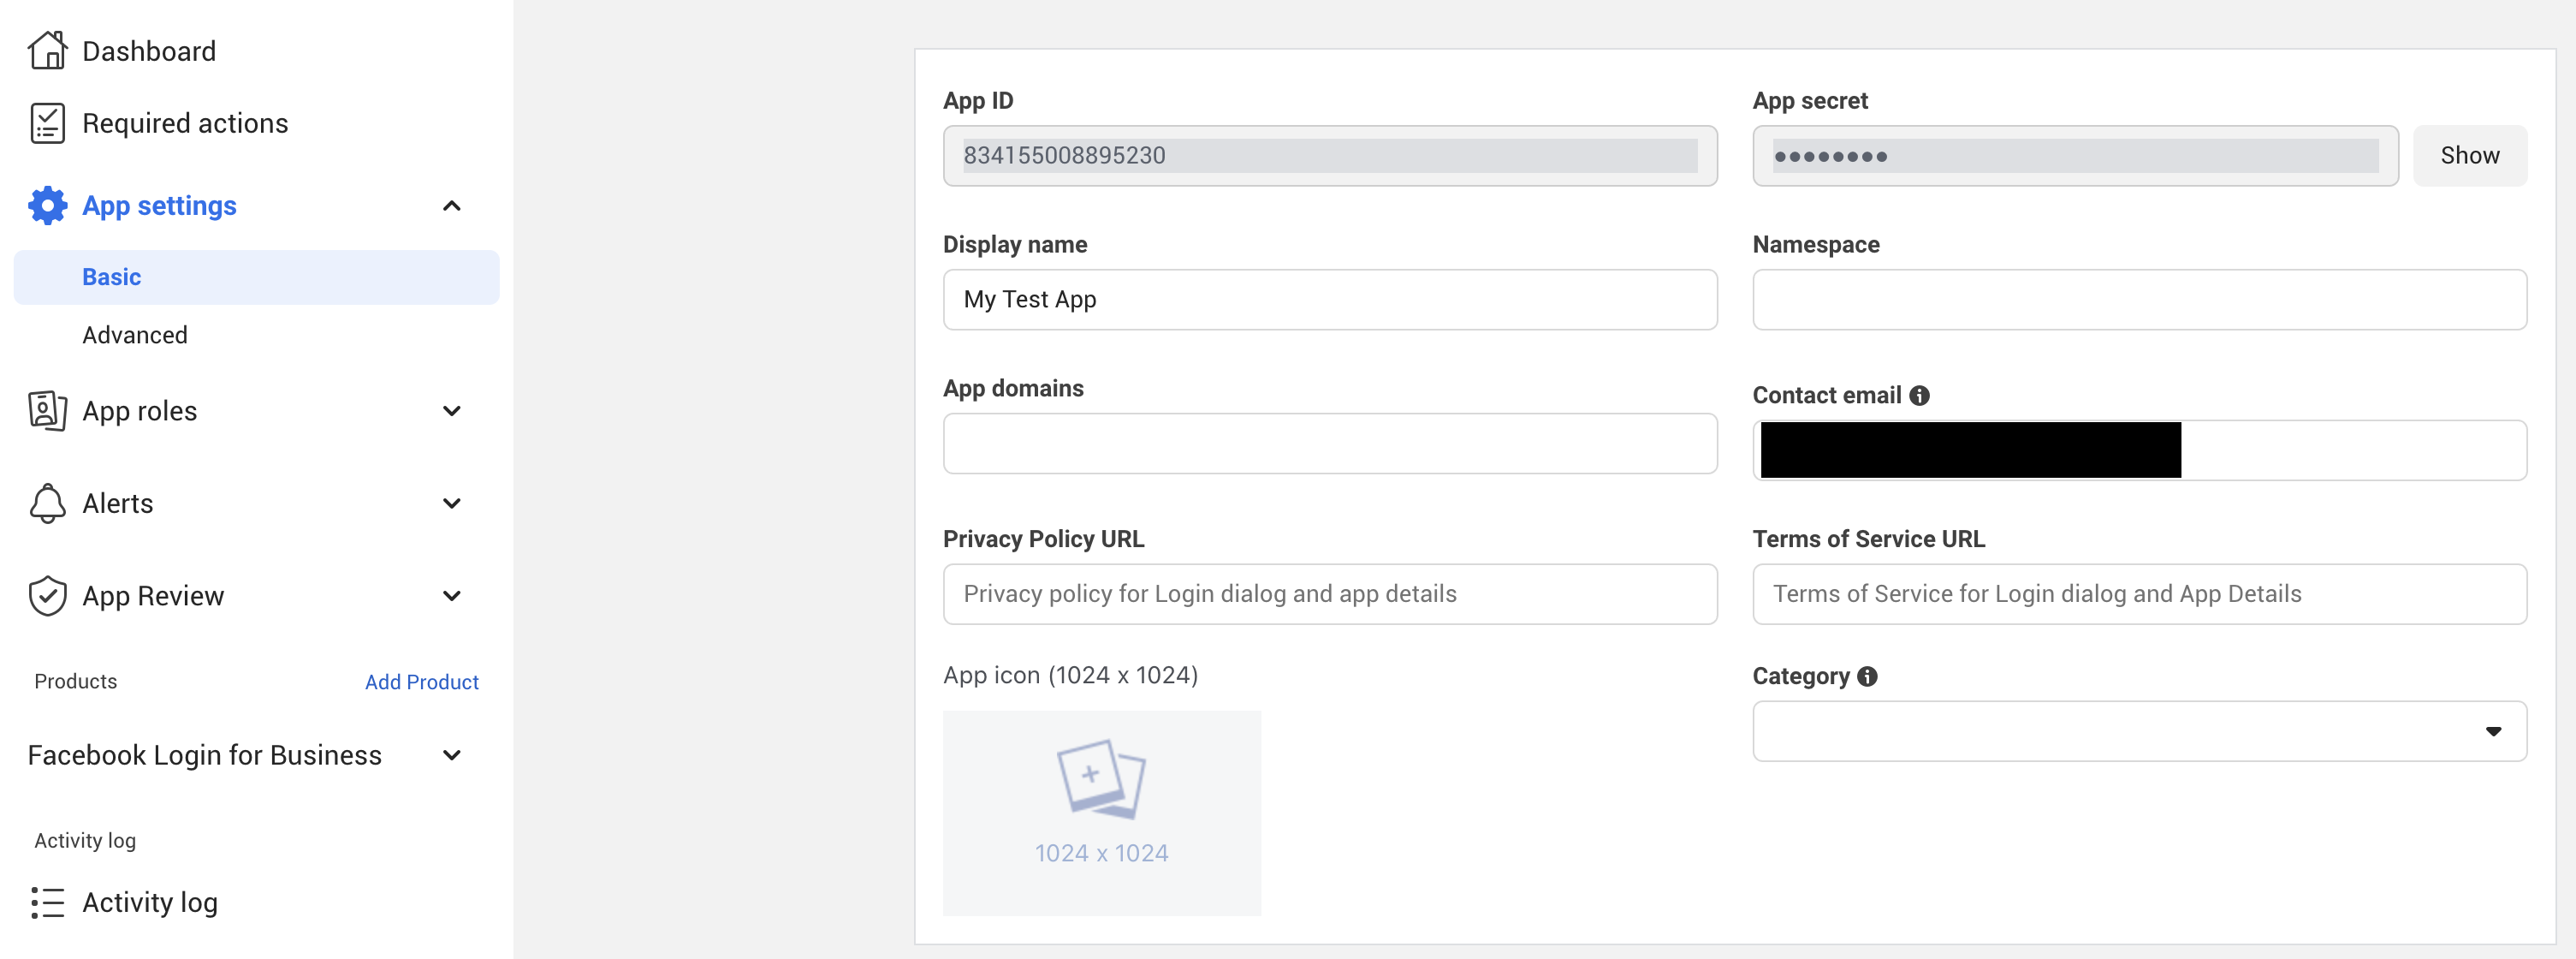 Dashboard
Required actions
App settings
Basic
Advanced
App roles
Alerts
App Review
Products Add Product
Facebook Login for Business
Activity log
Activity log
App ID
834155008895230
App secret
●●●●●●●● Show
Display name
My Test App
Namespace
App domains
Contact email
Privacy Policy URL
Privacy policy for Login dialog and app details
Terms of Service URL
Terms of Service for Login dialog and App Details
App icon (1024 x 1024)
1024 x 1024
Category